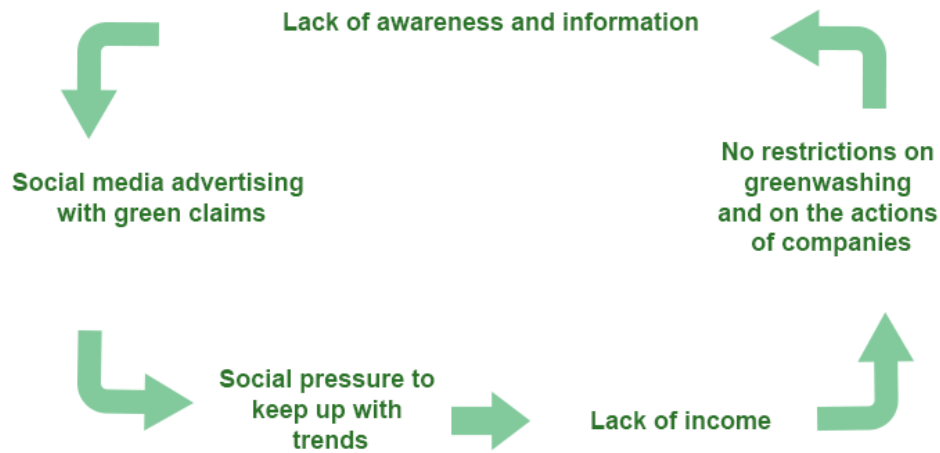 Lack of awareness and information
Social media advertising
with green claims
No restrictions on
greenwashing
and on the actions
of companies
Social pressure to
keep up with
trends
Lack of income